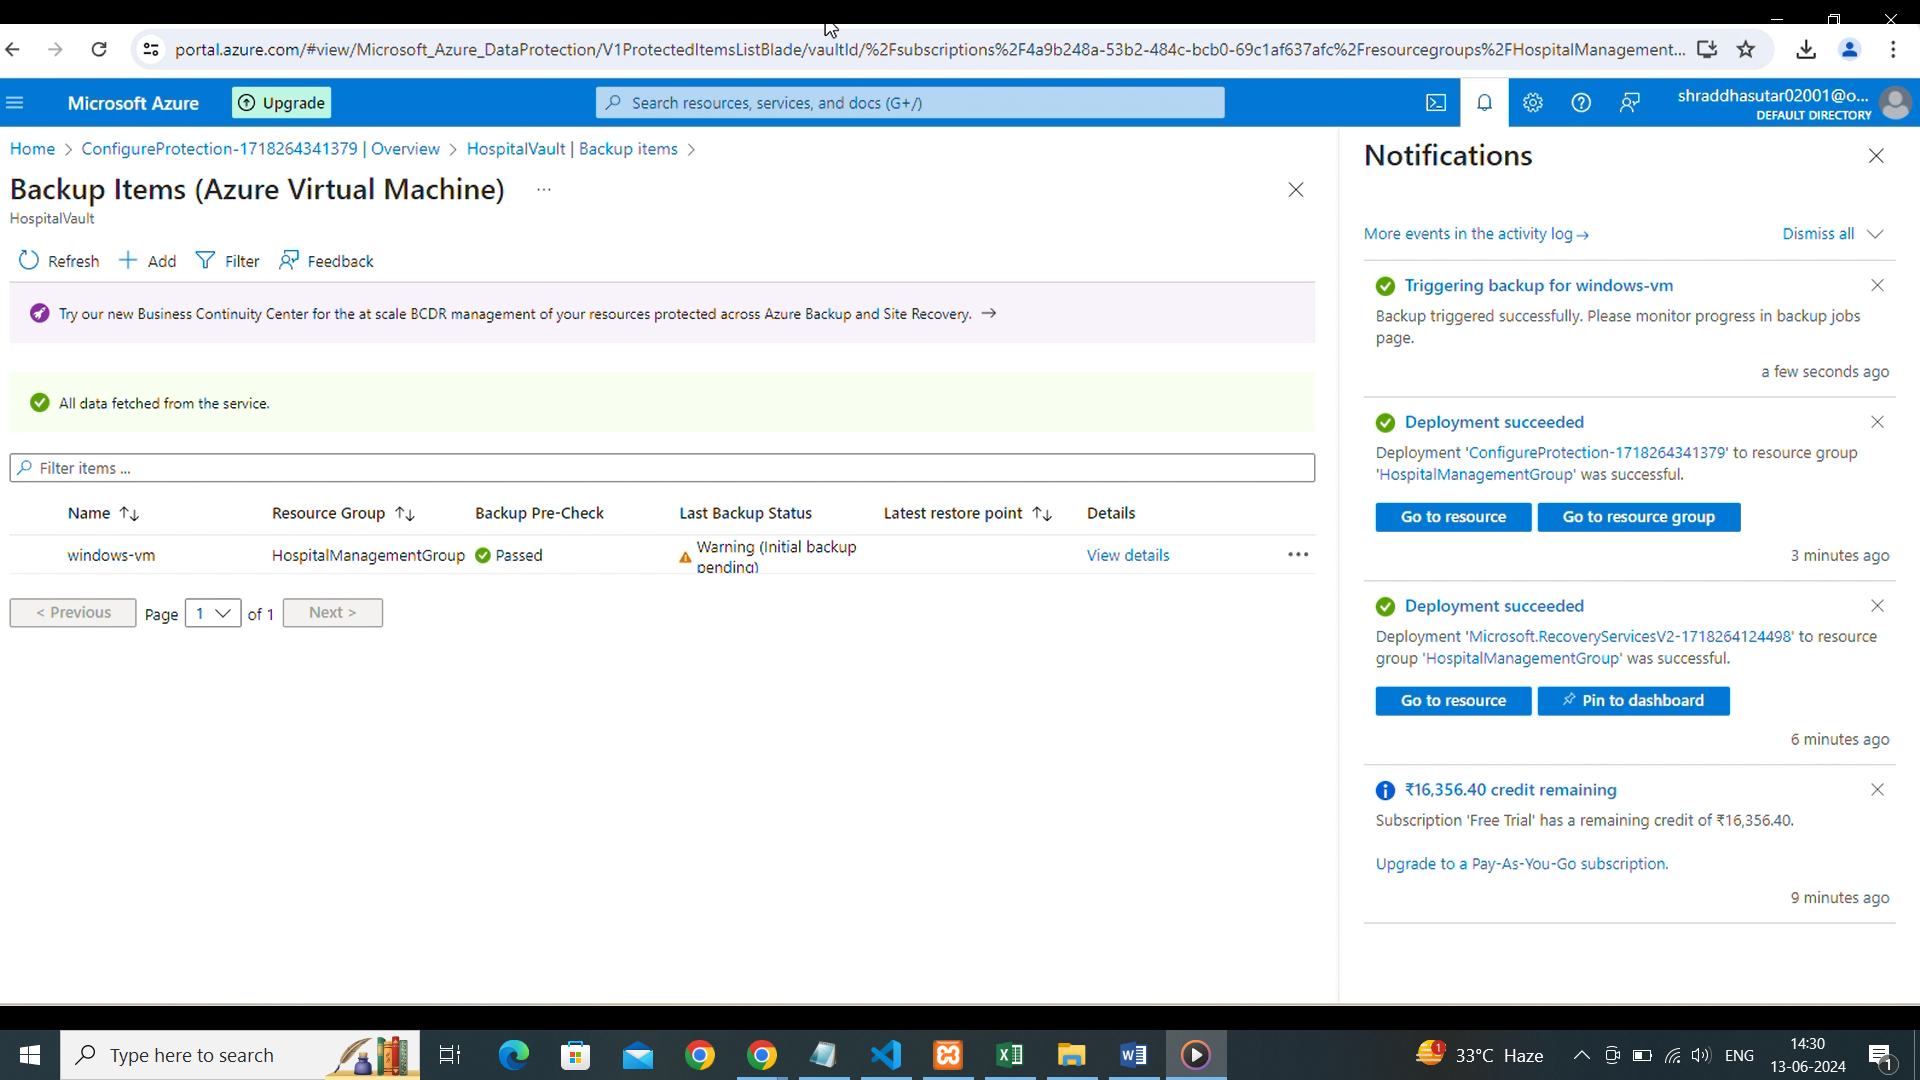 portal.azure.com/#view/Microsoft_Azure_DataProtection/V1ProtectedItemsListBlade/vaultId/%2Fsubscriptions%2F4a9b248a-53b2-484c-bcb0-69c1af637afc%2Fresourcegroups%2FHospitalManagement...
Microsoft Azure
Upgrade
Search resources, services, and docs (G+/)
shraddhasutar02001@o...
DEFAULT DIRECTORY
Home > ConfigureProtection-1718264341379 | Overview > HospitalVault | Backup items >
Backup Items (Azure Virtual Machine) ...
HospitalVault
Refresh Add Filter Feedback
Try our new Business Continuity Center for the at scale BCDR management of your resources protected across Azure Backup and Site Recovery. →
All data fetched from the service.
Filter items ...
Name ↑↓ Resource Group ↑↓ Backup Pre-Check Last Backup Status Latest restore point ↑↓ Details
windows-vm HospitalManagementGroup Passed Warning (Initial backup pending) View details
< Previous Page 1 of 1 Next >
Notifications
More events in the activity log → Dismiss all
Triggering backup for windows-vm
Backup triggered successfully. Please monitor progress in backup jobs
page.
a few seconds ago
Deployment succeeded
Deployment 'ConfigureProtection-1718264341379' to resource group
'HospitalManagementGroup' was successful.
Go to resource Go to resource group
3 minutes ago
Deployment succeeded
Deployment 'Microsoft.RecoveryServicesV2-1718264124498' to resource
group 'HospitalManagementGroup' was successful.
Go to resource Pin to dashboard
6 minutes ago
₹16,356.40 credit remaining
Subscription 'Free Trial' has a remaining credit of ₹16,356.40.
Upgrade to a Pay-As-You-Go subscription.
9 minutes ago
Type here to search
33°C Haze
ENG
14:30
13-06-2024
1